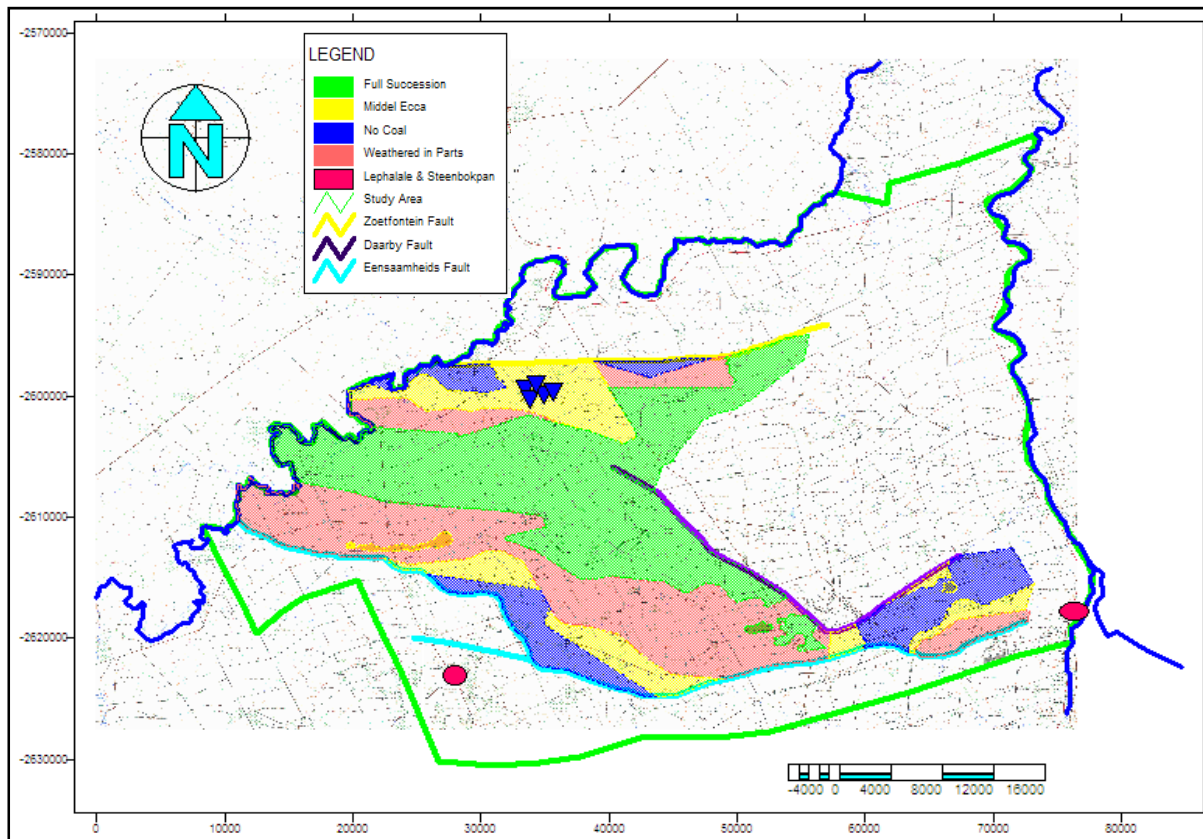 -2570000
-2580000
-2590000
-2600000
-2610000
-2620000
-2630000
LEGEND
Full Succession
Middel Ecca
No Coal
Weathered in Parts
Lephalale & Steenbokpan
Study Area
Zoetfontein Fault
Daarby Fault
Eensaamheids Fault
N
-4000 0 4000 8000 12000 16000
0 10000 20000 30000 40000 50000 60000 70000 80000